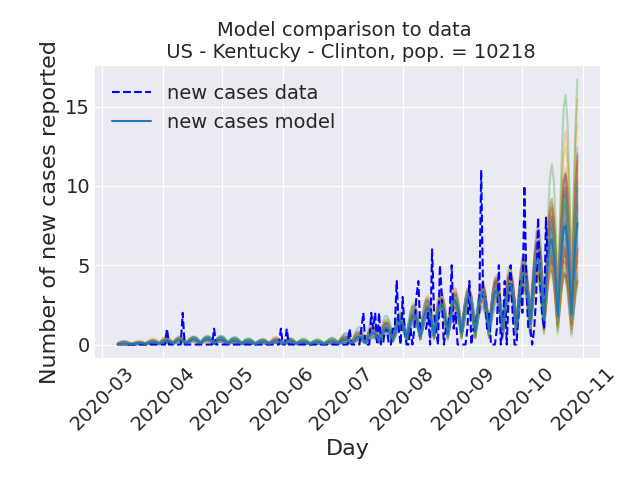 Model comparison to data
US - Kentucky - Clinton, pop. = 10218
Number of new cases reported
15
10
5
0
new cases data
new cases model
2020-03
2020-04
2020-05
2020-06
2020-07
2020-08
2020-09
2020-10
2020-11
Day